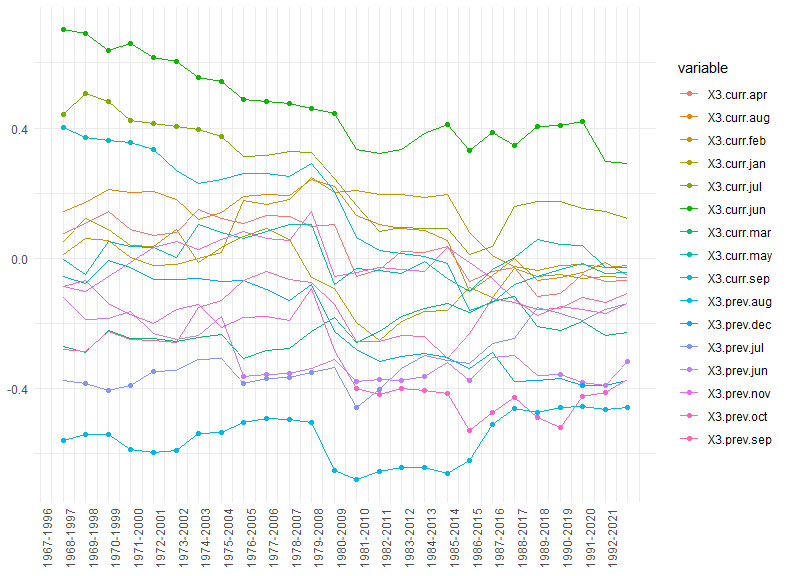 variable
X3.curr.apr
X3.curr.aug
X3.curr.feb
X3.curr.jan
X3.curr.jul
X3.curr.jun
X3.curr.mar
X3.curr.may
X3.curr.sep
X3.prev.aug
X3.prev.dec
X3.prev.jul
X3.prev.jun
X3.prev.nov
X3.prev.oct
X3.prev.sep
0.4
0.0
-0.4
1967-1996
1968-1997
1969-1998
1970-1999
1971-2000
1972-2001
1973-2002
1974-2003
1975-2004
1976-2005
1977-2006
1978-2007
1979-2008
1980-2009
1981-2010
1982-2011
1983-2012
1984-2013
1985-2014
1986-2015
1987-2016
1988-2017
1989-2018
1990-2019
1991-2020
1992-2021